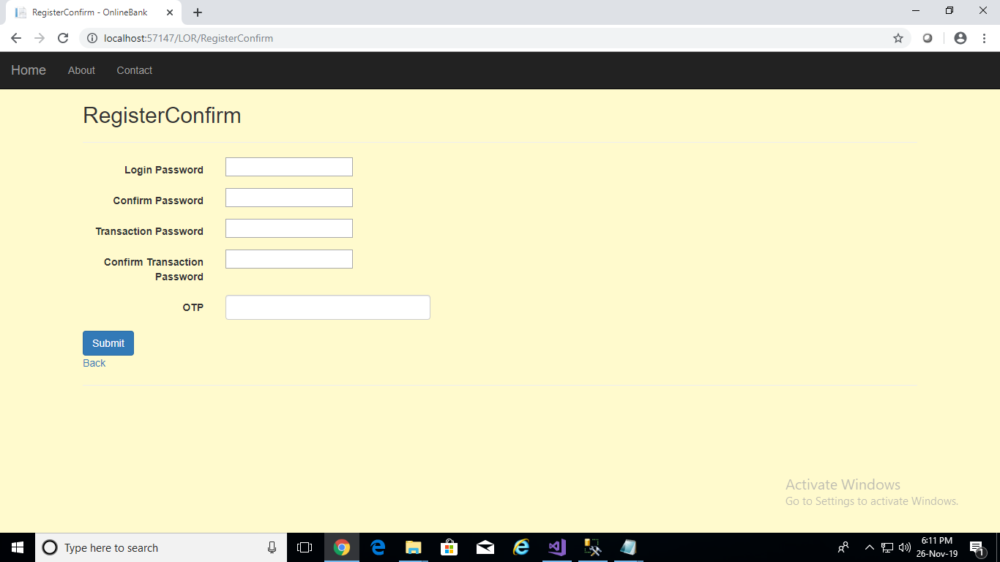 RegisterConfirm - OnlineBank
localhost:57147/LOR/RegisterConfirm
Home About Contact
RegisterConfirm
Login Password
Confirm Password
Transaction Password
Confirm Transaction
Password
OTP
Submit
Back
Activate Windows
Go to Settings to activate Windows.
Type here to search
6:11 PM
26-Nov-19
1